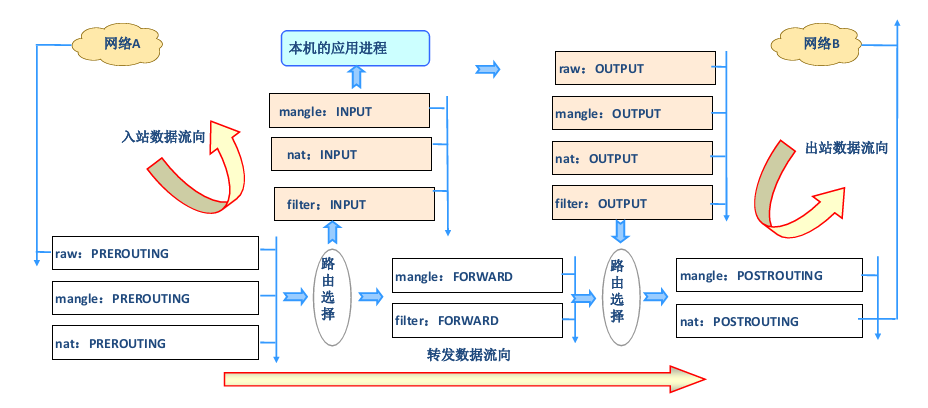 网络A
本机的应用进程
网络B
raw：OUTPUT
mangle：INPUT
mangle：OUTPUT
入站数据流向
出站数据流向
nat：INPUT
nat：OUTPUT
filter：INPUT
filter：OUTPUT
raw：PREROUTING
路由选择
mangle：FORWARD
路由选择
mangle：POSTROUTING
mangle：PREROUTING
filter：FORWARD
nat：POSTROUTING
nat：PREROUTING
转发数据流向